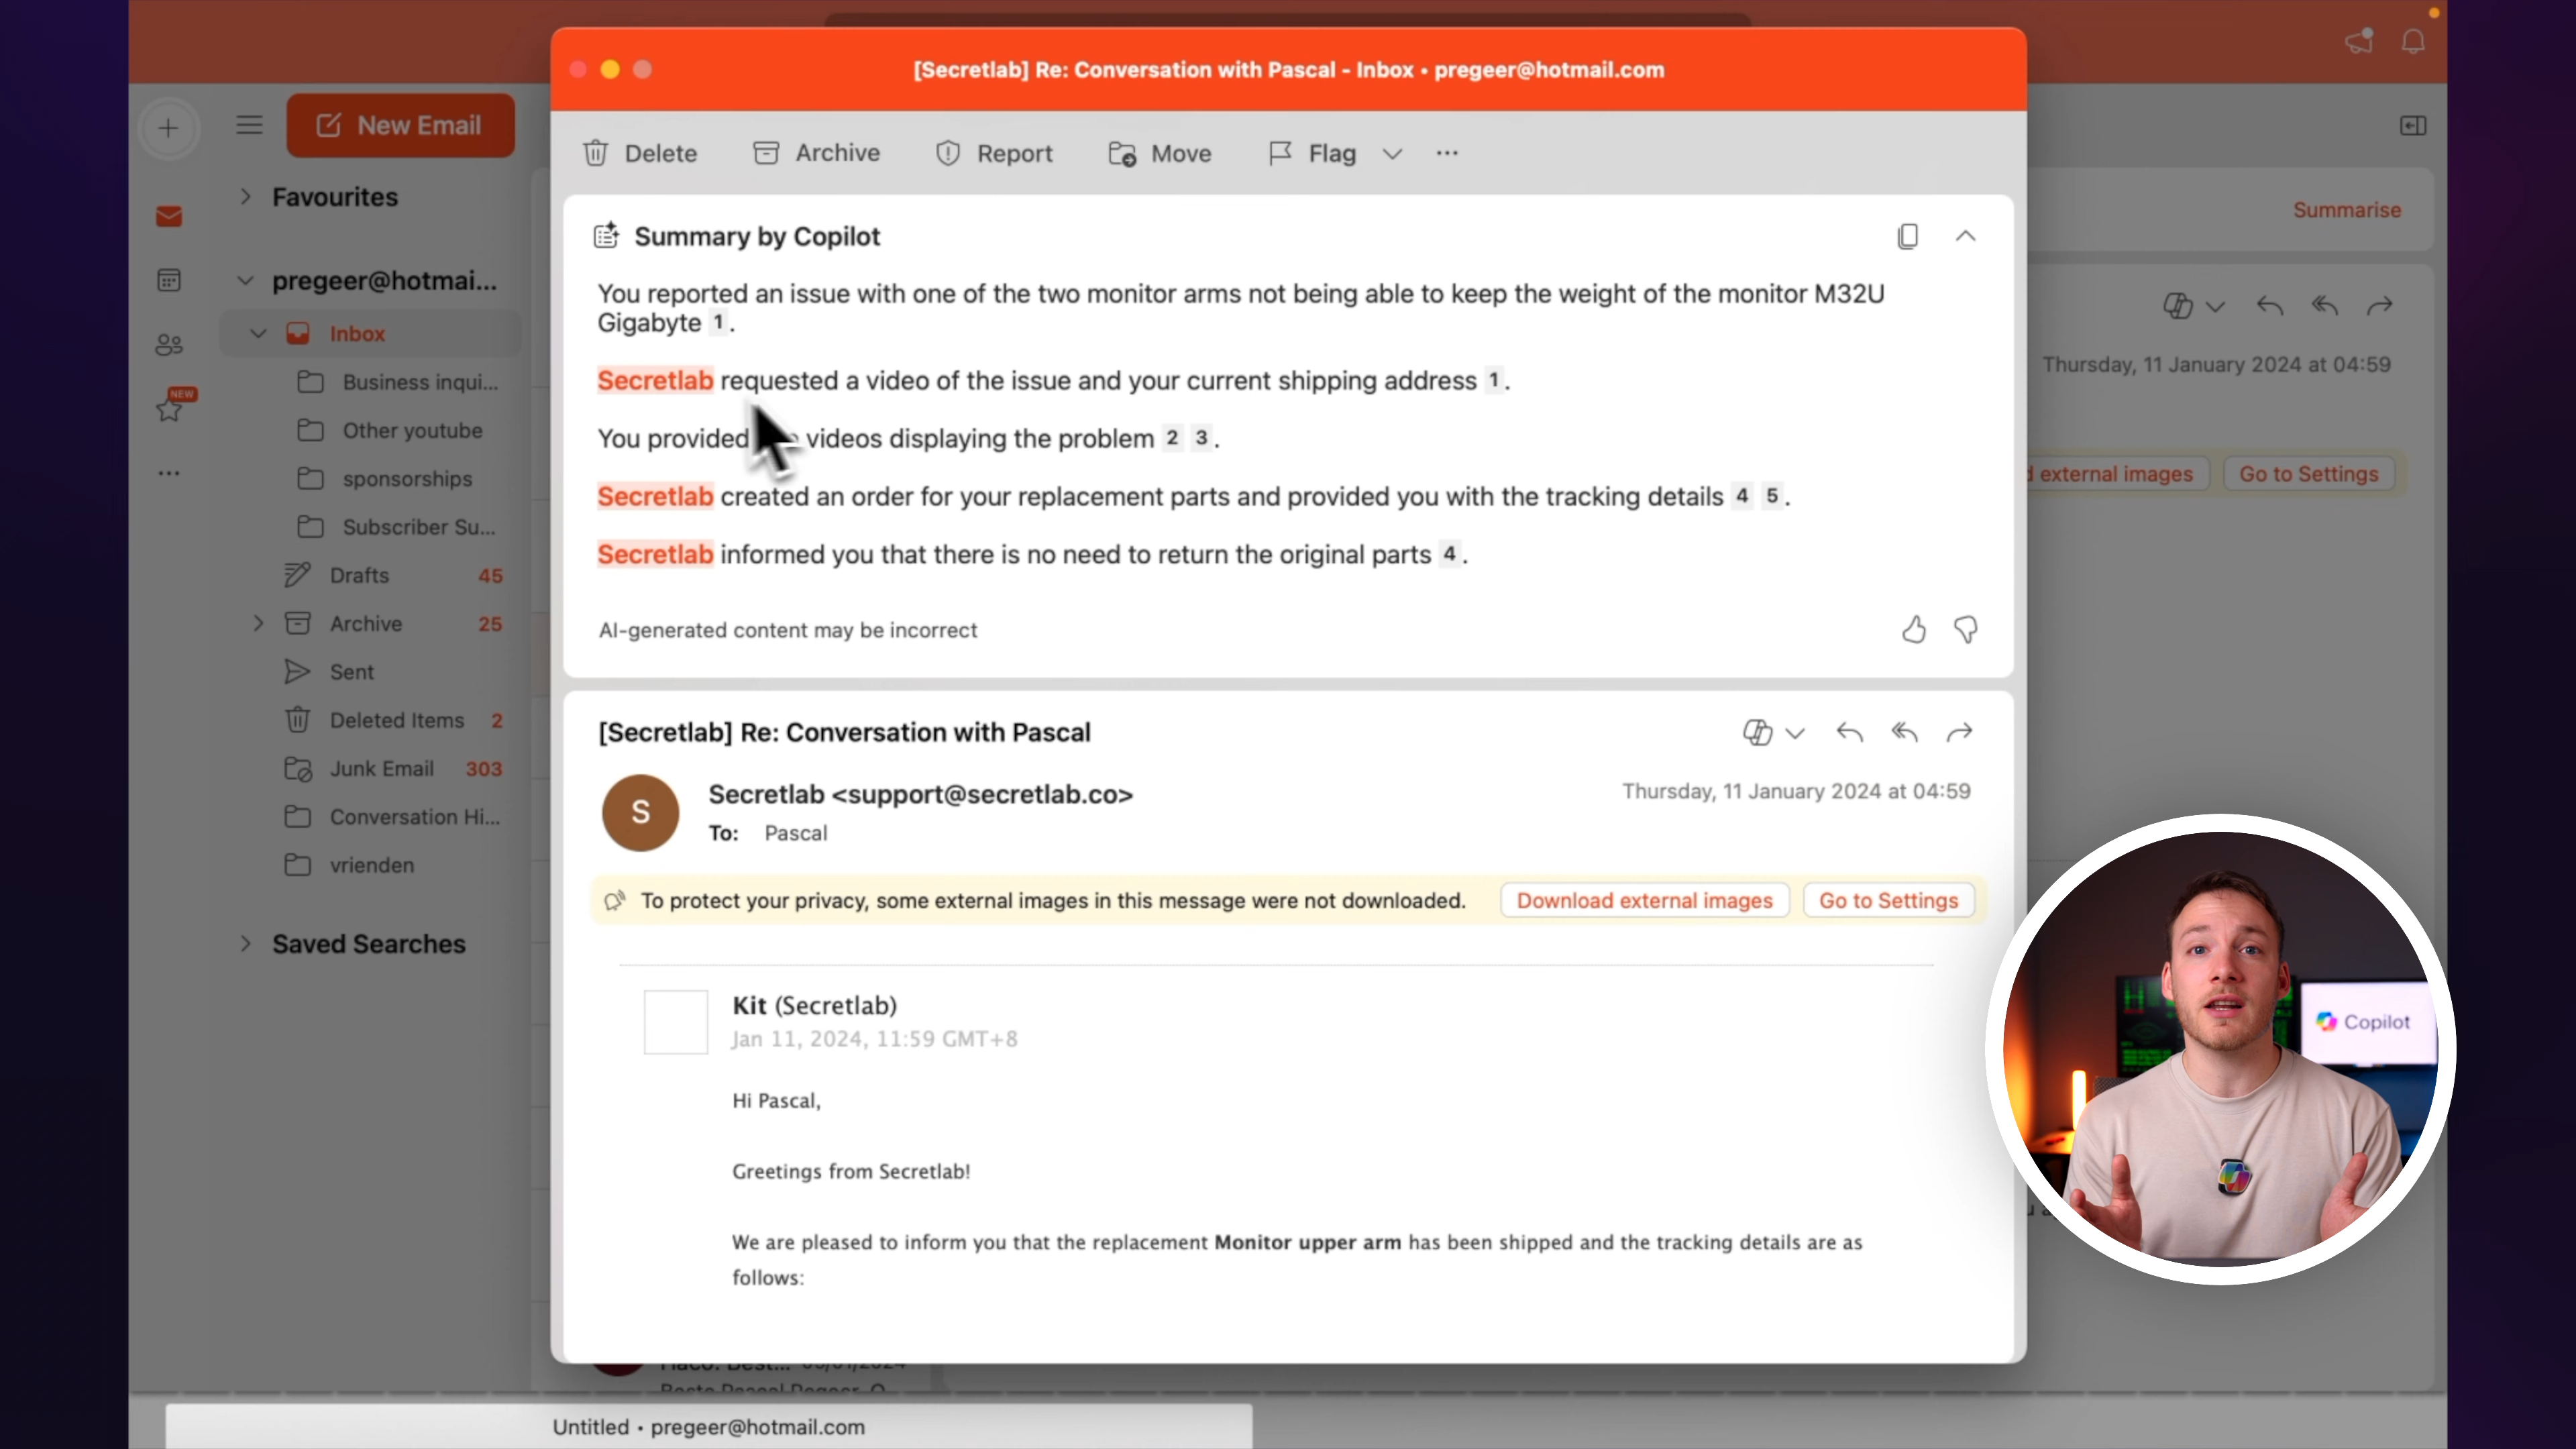 [Secretlab] Re: Conversation with Pascal - Inbox • pregeer@hotmail.com
New Email
Delete
Archive
Report
Move
Flag
Favourites
pregeer@hotmai...
Inbox
Business inqui...
Other youtube
sponsorships
Subscriber Su...
Drafts 45
Archive 25
Sent
Deleted Items 2
Junk Email 303
Conversation Hi...
vrienden
Saved Searches
NEW
Summary by Copilot
You reported an issue with one of the two monitor arms not being able to keep the weight of the monitor M32U
Gigabyte 1.
Secretlab requested a video of the issue and your current shipping address 1.
You provided videos displaying the problem 2 3.
Secretlab created an order for your replacement parts and provided you with the tracking details 4 5.
Secretlab informed you that there is no need to return the original parts 4.
AI-generated content may be incorrect
[Secretlab] Re: Conversation with Pascal
S
Secretlab <support@secretlab.co>
Thursday, 11 January 2024 at 04:59
To: Pascal
To protect your privacy, some external images in this message were not downloaded.
Download external images
Go to Settings
Kit (Secretlab)
Jan 11, 2024, 11:59 GMT+8
Hi Pascal,
Greetings from Secretlab!
We are pleased to inform you that the replacement Monitor upper arm has been shipped and the tracking details are as
follows:
Summarise
Thursday, 11 January 2024 at 04:59
external images
Go to Settings
Copilot
Untitled • pregeer@hotmail.com